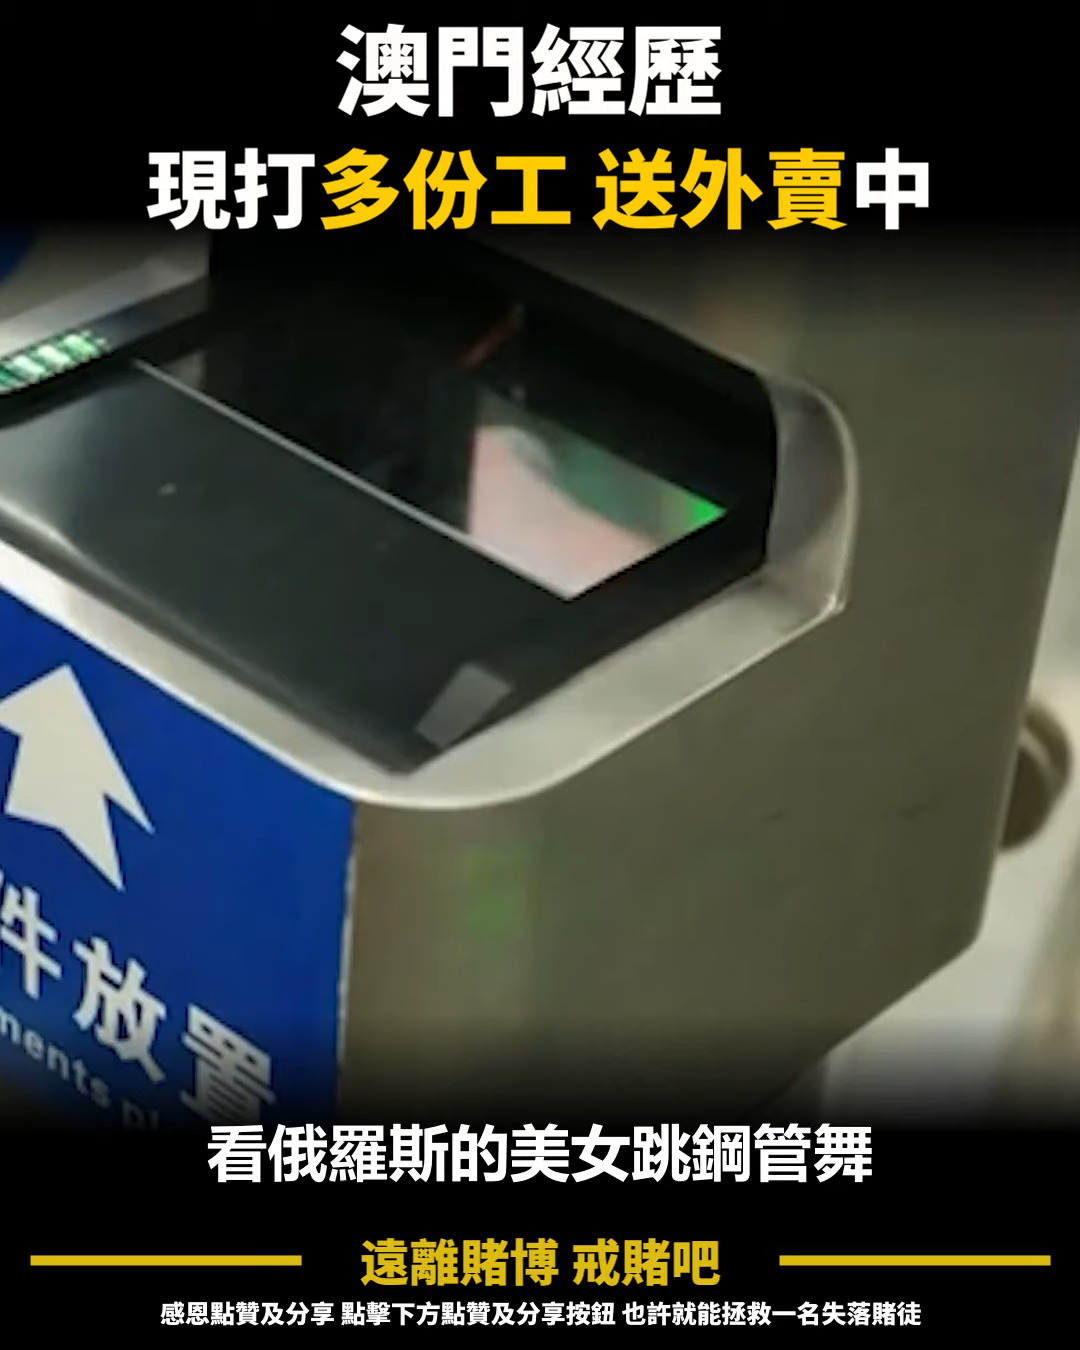 澳門經歷
現打多份工 送外賣中
件放置
ments pl
看俄羅斯的美女跳鋼管舞
遠離賭博 戒賭吧
感恩點贊及分享 點擊下方點贊及分享按鈕 也許就能拯救一名失落賭徒